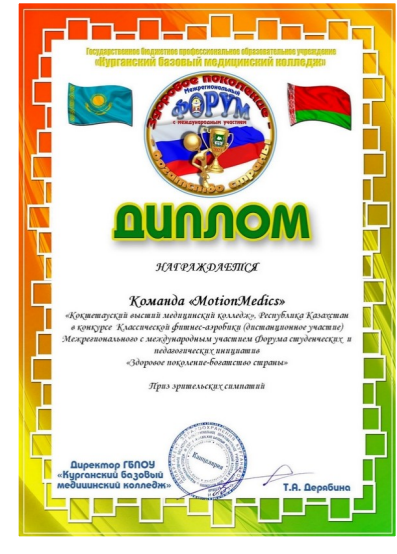 Государственное бюджетное профессиональное образовательное учреждение
«Курганский базовый медицинский колледж»
Здоровое поколение -
Межрегиональный
ФОРУМ
с международным участием
богатство страны
ДИПЛОМ
НАГРАЖДАЕТСЯ
Команда «MotionMedics»
«Кокшетауский высший медицинский колледж», Республика Казахстан
в конкурсе Классической фитнес-аэробики (дистанционное участие)
Межрегионального с международным участием Форума студенческих и
педагогических инициатив
«Здоровое поколение-богатство страны»
Приз зрительских симпатий
Канцелярия
Директор ГБПОУ
«Курганский базовый
медицинский колледж»
Т.А. Дерябина